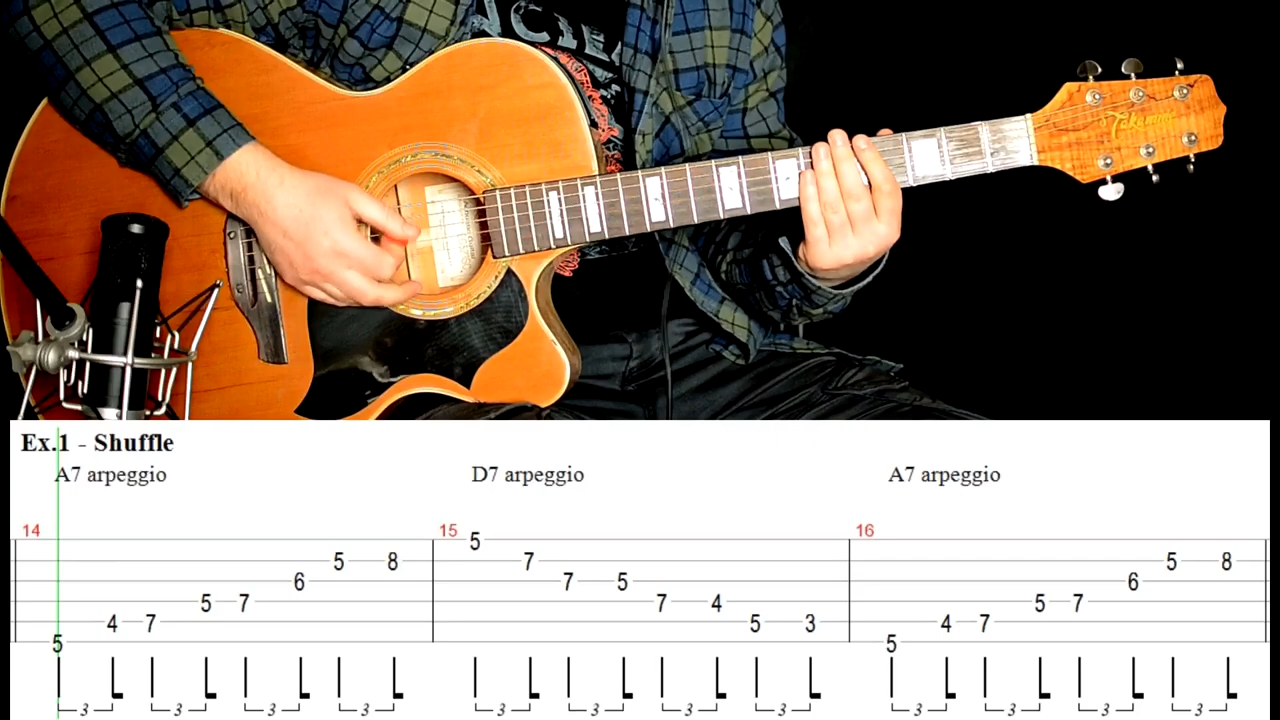 Takamine
Ex.1 - Shuffle
A7 arpeggio D7 arpeggio A7 arpeggio
14 15 16
5 5
5 8 7 5 8
6 7 5 6
5 7 7 4 5 7
4 7 5 3 4 7
5 5
3 3 3 3 3 3 3 3 3 3 3 3